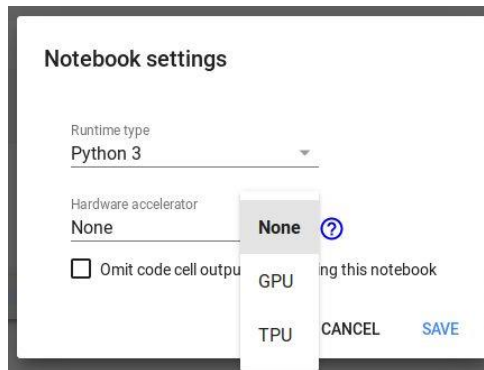 Notebook settings
Runtime type
Python 3
Hardware accelerator
None
None
GPU
TPU
Omit code cell outpu ng this notebook
CANCEL
SAVE